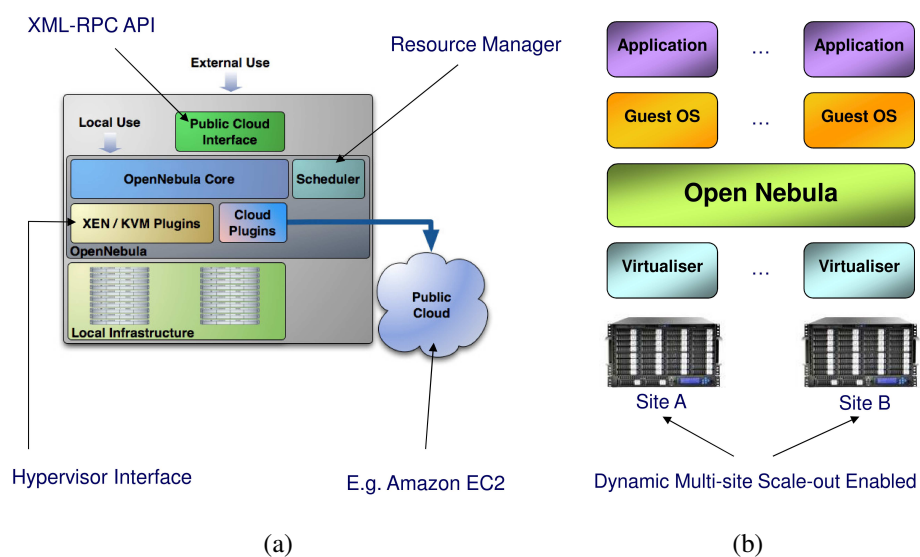 XML-RPC API
Resource Manager
External Use
Local Use
Public Cloud
Interface
OpenNebula Core
Scheduler
XEN / KVM Plugins
Cloud
Plugins
OpenNebula
Local Infrastructure
Public
Cloud
Hypervisor Interface
E.g. Amazon EC2
(a)
Application
...
Application
Guest OS
...
Guest OS
Open Nebula
Virtualiser
...
Virtualiser
Site A
Site B
Dynamic Multi-site Scale-out Enabled
(b)